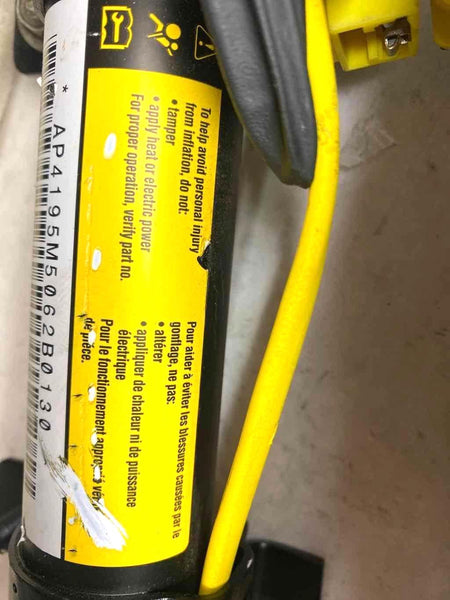 To help avoid personal injury
from inflation, do not:
• tamper
• apply heat or electric power
For proper operation, verify part no.
Pour aider à éviter les blessures causées par le
gonflage, ne pas:
• altérer
• appliquer de chaleur ni de puissance
électrique
Pour le fonctionnement
de pièce.
* AP4195M5062B0130